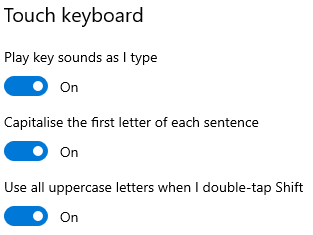 Touch keyboard
Play key sounds as I type
On
Capitalise the first letter of each sentence
On
Use all uppercase letters when I double-tap Shift
On